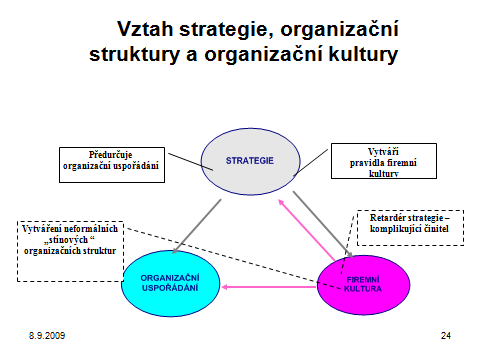 Vztah strategie, organizační
struktury a organizační kultury
Předurčuje
organizační uspořádání
STRATEGIE
Vytváří
pravidla firemní
kultury
Vytváření neformálních
„stínových “
organizačních struktur
Retardér strategie –
komplikující činitel
ORGANIZAČNÍ
USPOŘÁDÁNÍ
FIREMNÍ
KULTURA
8.9.2009
24